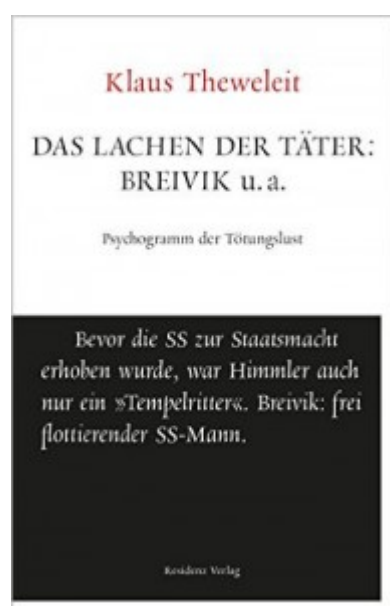 Klaus Theweleit
DAS LACHEN DER TÄTER:
BREIVIK u. a.
Psychogramm der Tötungslust
Bevor die SS zur Staatsmacht
erhoben wurde, war Himmler auch
nur ein »Tempelritter«. Breivik: frei
flottierender SS-Mann.
Residenz Verlag